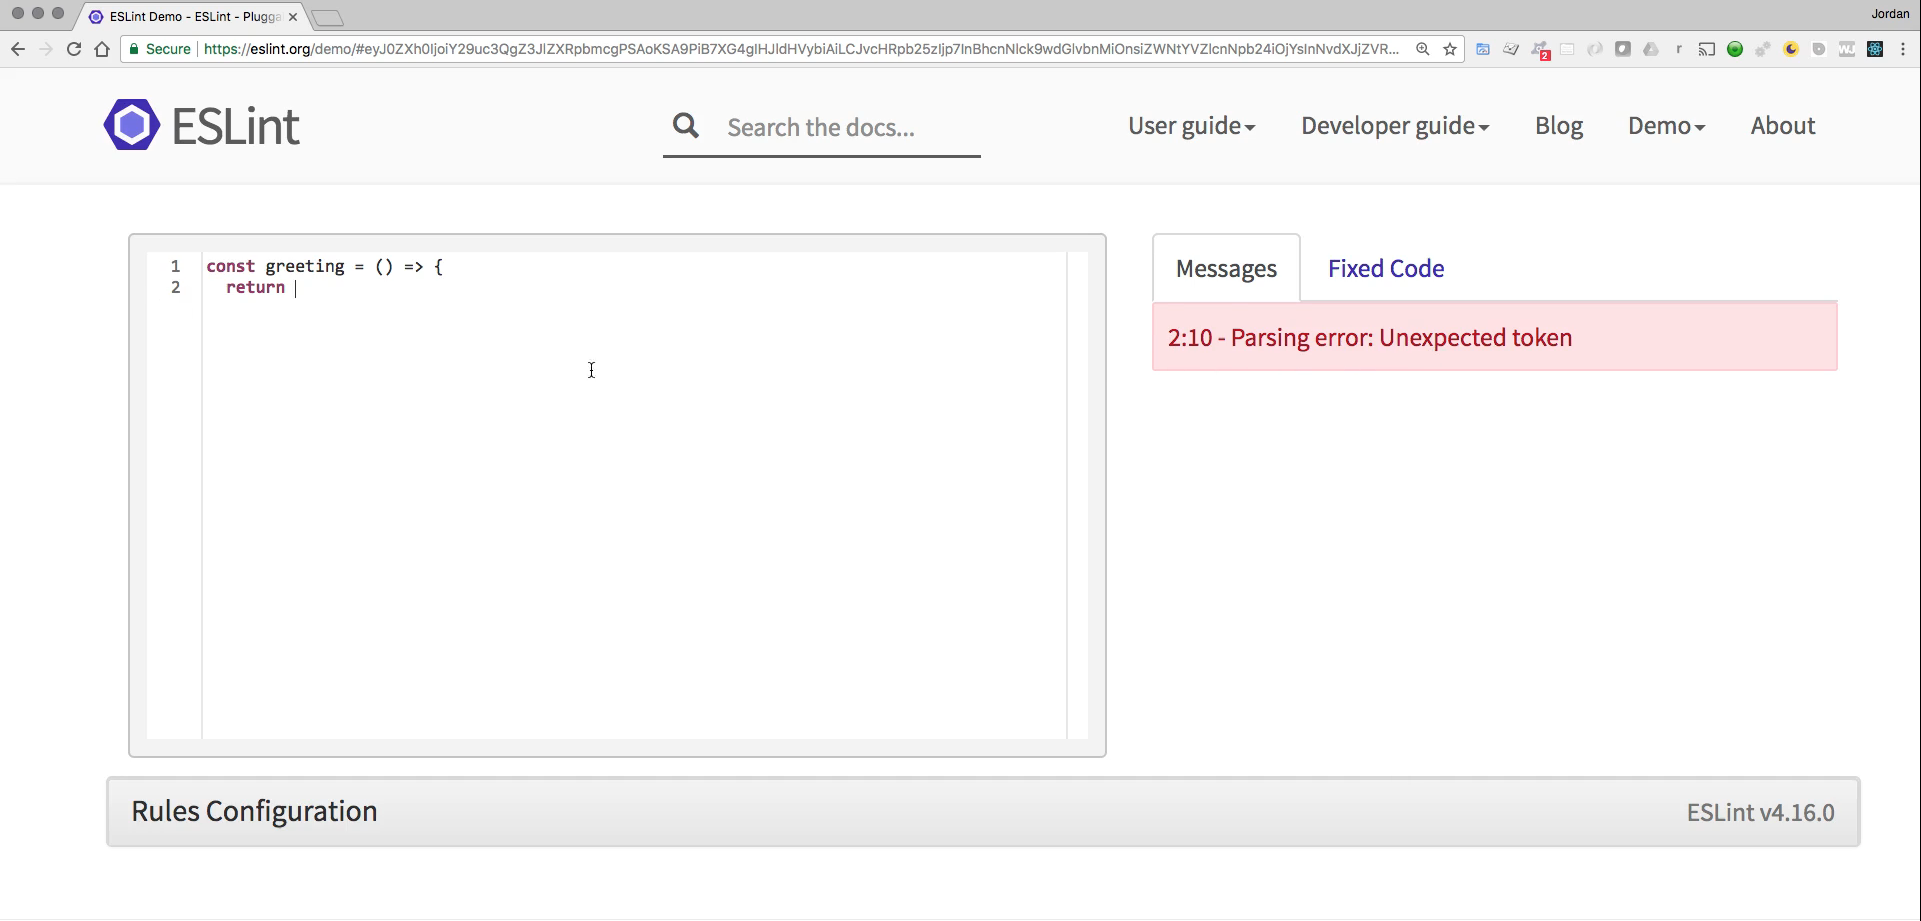 ESLint Demo - ESLint - Plugga
Jordan
Secure
https://eslint.org/demo/#eyJ0ZXh0IjoiY29uc3QgZ3JlZXRpbmcgPSAoKSA9PiB7XG4gIHJldHVybiAiLCJvcHRpb25zIjp7InBhcnNlck9wdGlvbnMiOnsiZWNtYVZlcnNpb24iOjYsInNvdXJjZVR...
2
r
WJ
ESLint
Search the docs...
User guide
Developer guide
Blog
Demo
About
1 const greeting = () => {
2 return
Messages
Fixed Code
2:10 - Parsing error: Unexpected token
Rules Configuration
ESLint v4.16.0